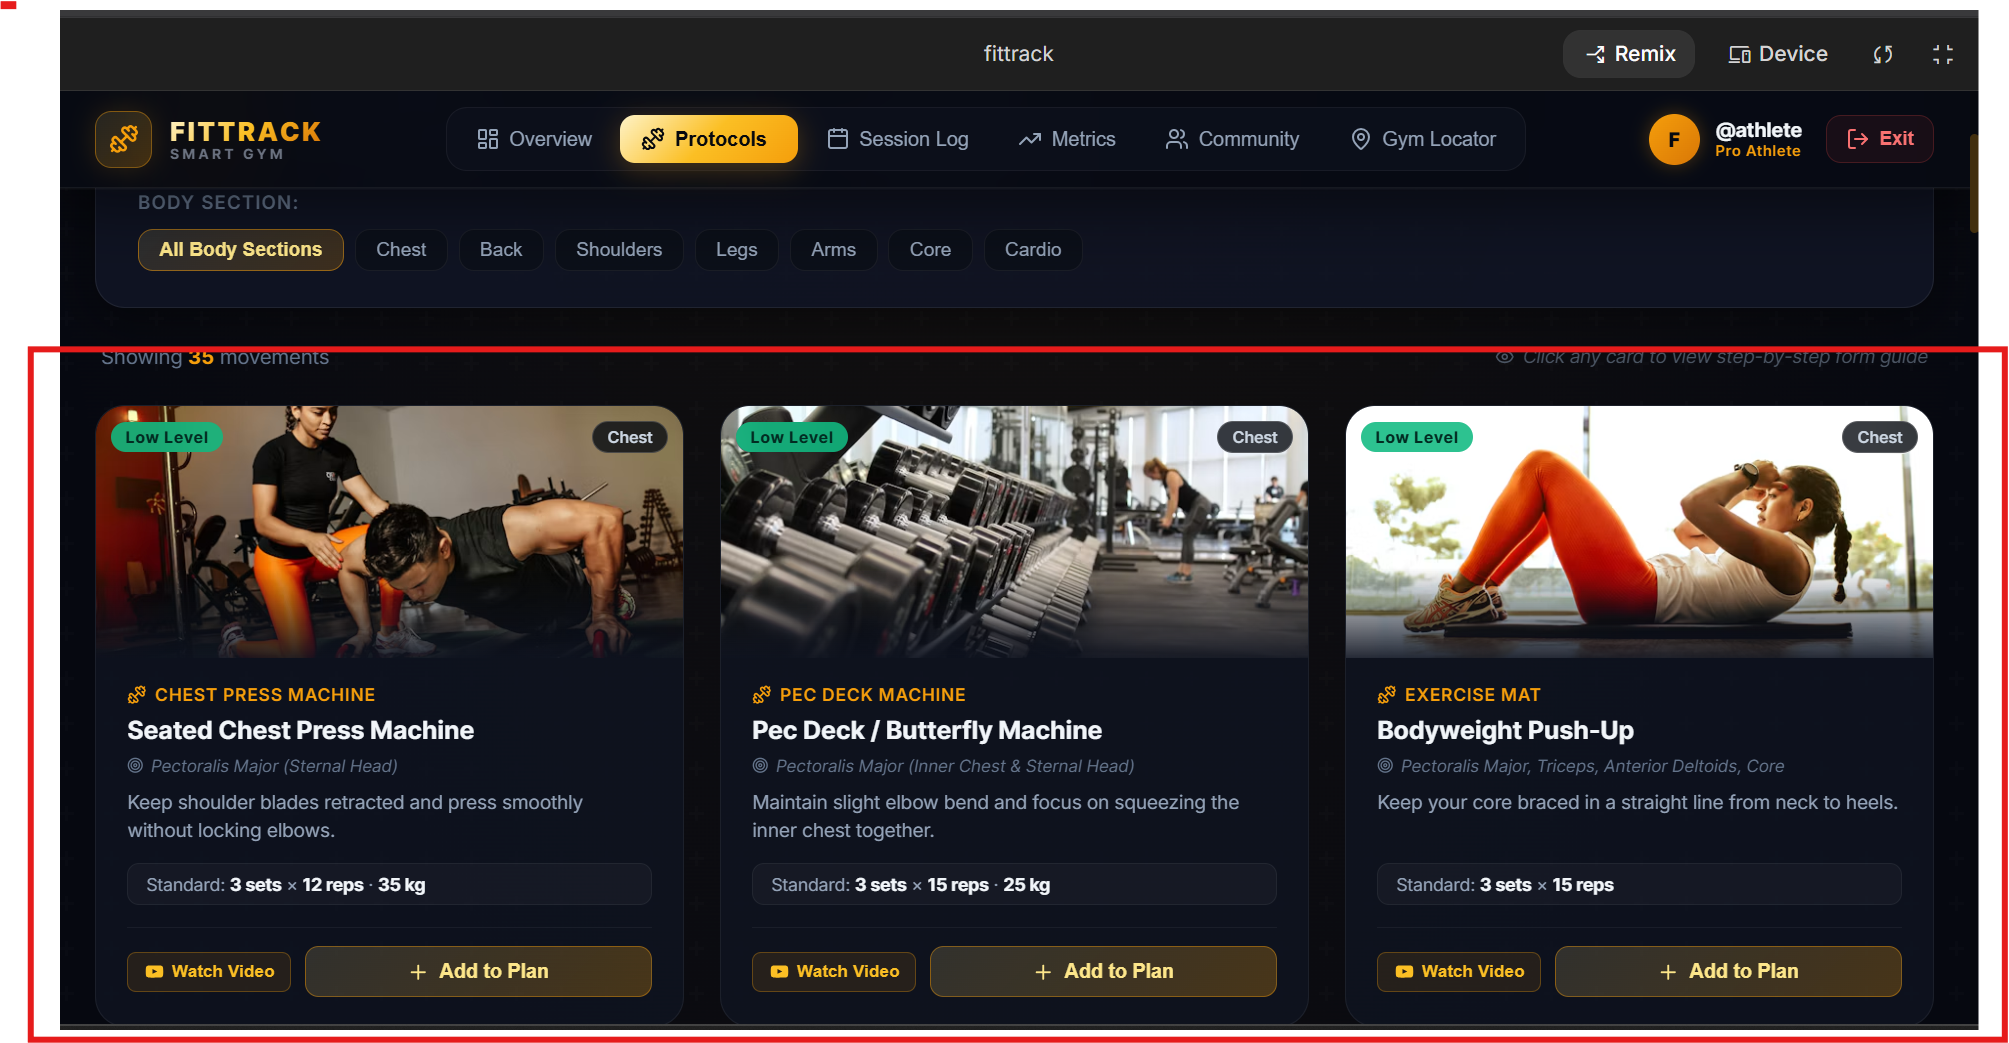 fittrack
Remix
Device
FITTRACK
SMART GYM
Overview
Protocols
Session Log
Metrics
Community
Gym Locator
F
@athlete
Pro Athlete
Exit
BODY SECTION:
All Body Sections
Chest
Back
Shoulders
Legs
Arms
Core
Cardio
Showing 35 movements
Click any card to view step-by-step form guide
Low Level
Chest
CHEST PRESS MACHINE
Seated Chest Press Machine
Pectoralis Major (Sternal Head)
Keep shoulder blades retracted and press smoothly
without locking elbows.
Standard: 3 sets × 12 reps · 35 kg
Watch Video
+ Add to Plan
Low Level
Chest
PEC DECK MACHINE
Pec Deck / Butterfly Machine
Pectoralis Major (Inner Chest & Sternal Head)
Maintain slight elbow bend and focus on squeezing the
inner chest together.
Standard: 3 sets × 15 reps · 25 kg
Watch Video
+ Add to Plan
Low Level
Chest
EXERCISE MAT
Bodyweight Push-Up
Pectoralis Major, Triceps, Anterior Deltoids, Core
Keep your core braced in a straight line from neck to heels.
Standard: 3 sets × 15 reps
Watch Video
+ Add to Plan